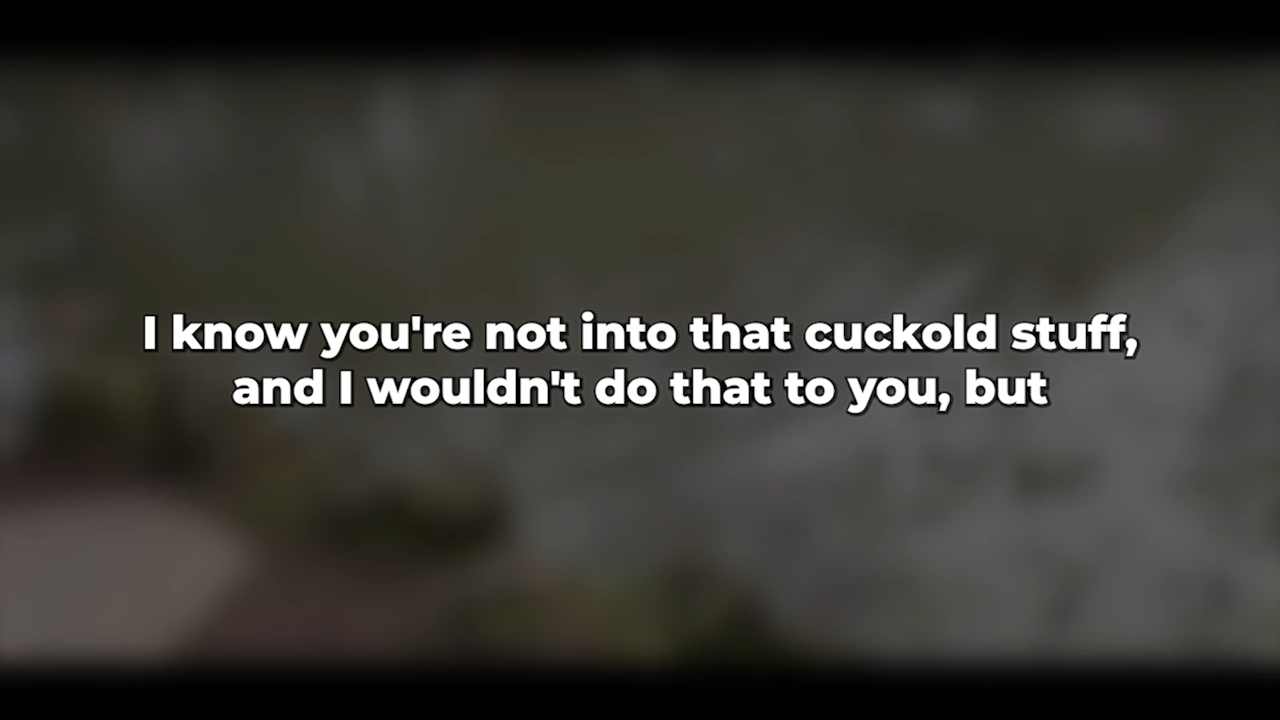 I know you're not into that cuckold stuff,
and I wouldn't do that to you, but